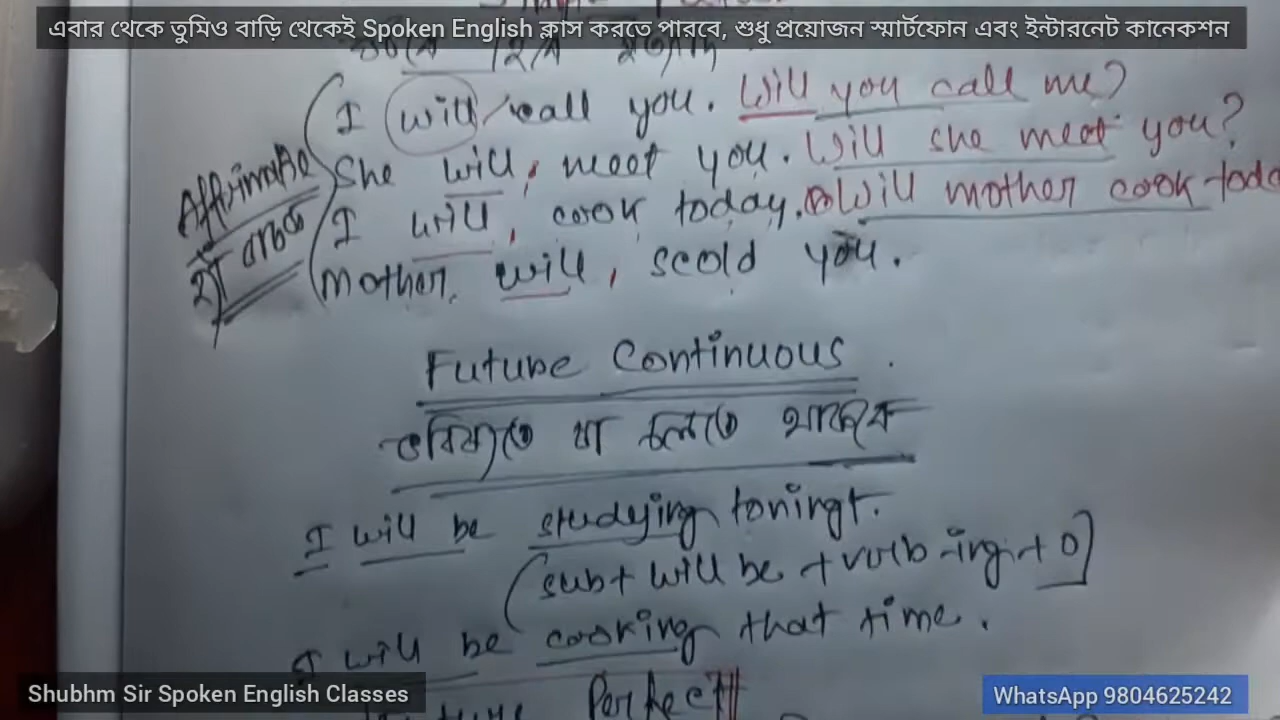 এবার থেকে তুমিও বাড়ি থেকেই Spoken English ক্লাস করতে পারবে, শুধু প্রয়োজন স্মার্টফোন এবং ইন্টারনেট কানেকশন
I will call you. Will you call me?
She will, meet you. Will she meet you?
I will, cook today. Will mother cook toda
Mother, will, scold you.
হ্যাঁ বাচক
Future Continuous.
ভবিষ্যতে যা চলতে থাকবে
I will be studying toningt.
(sub+ will be + verb -ing + O]
I will be cooking that time.
Perfect
Shubhm Sir Spoken English Classes
WhatsApp 9804625242